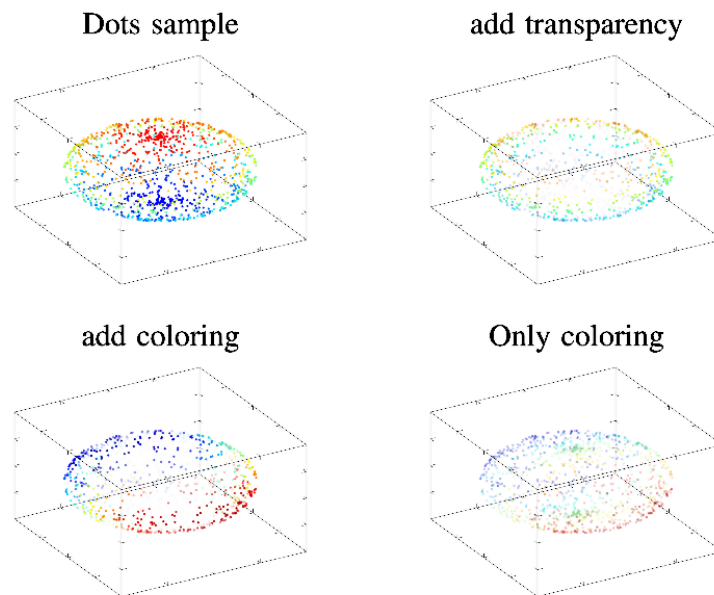 Dots sample
add transparency
add coloring
Only coloring